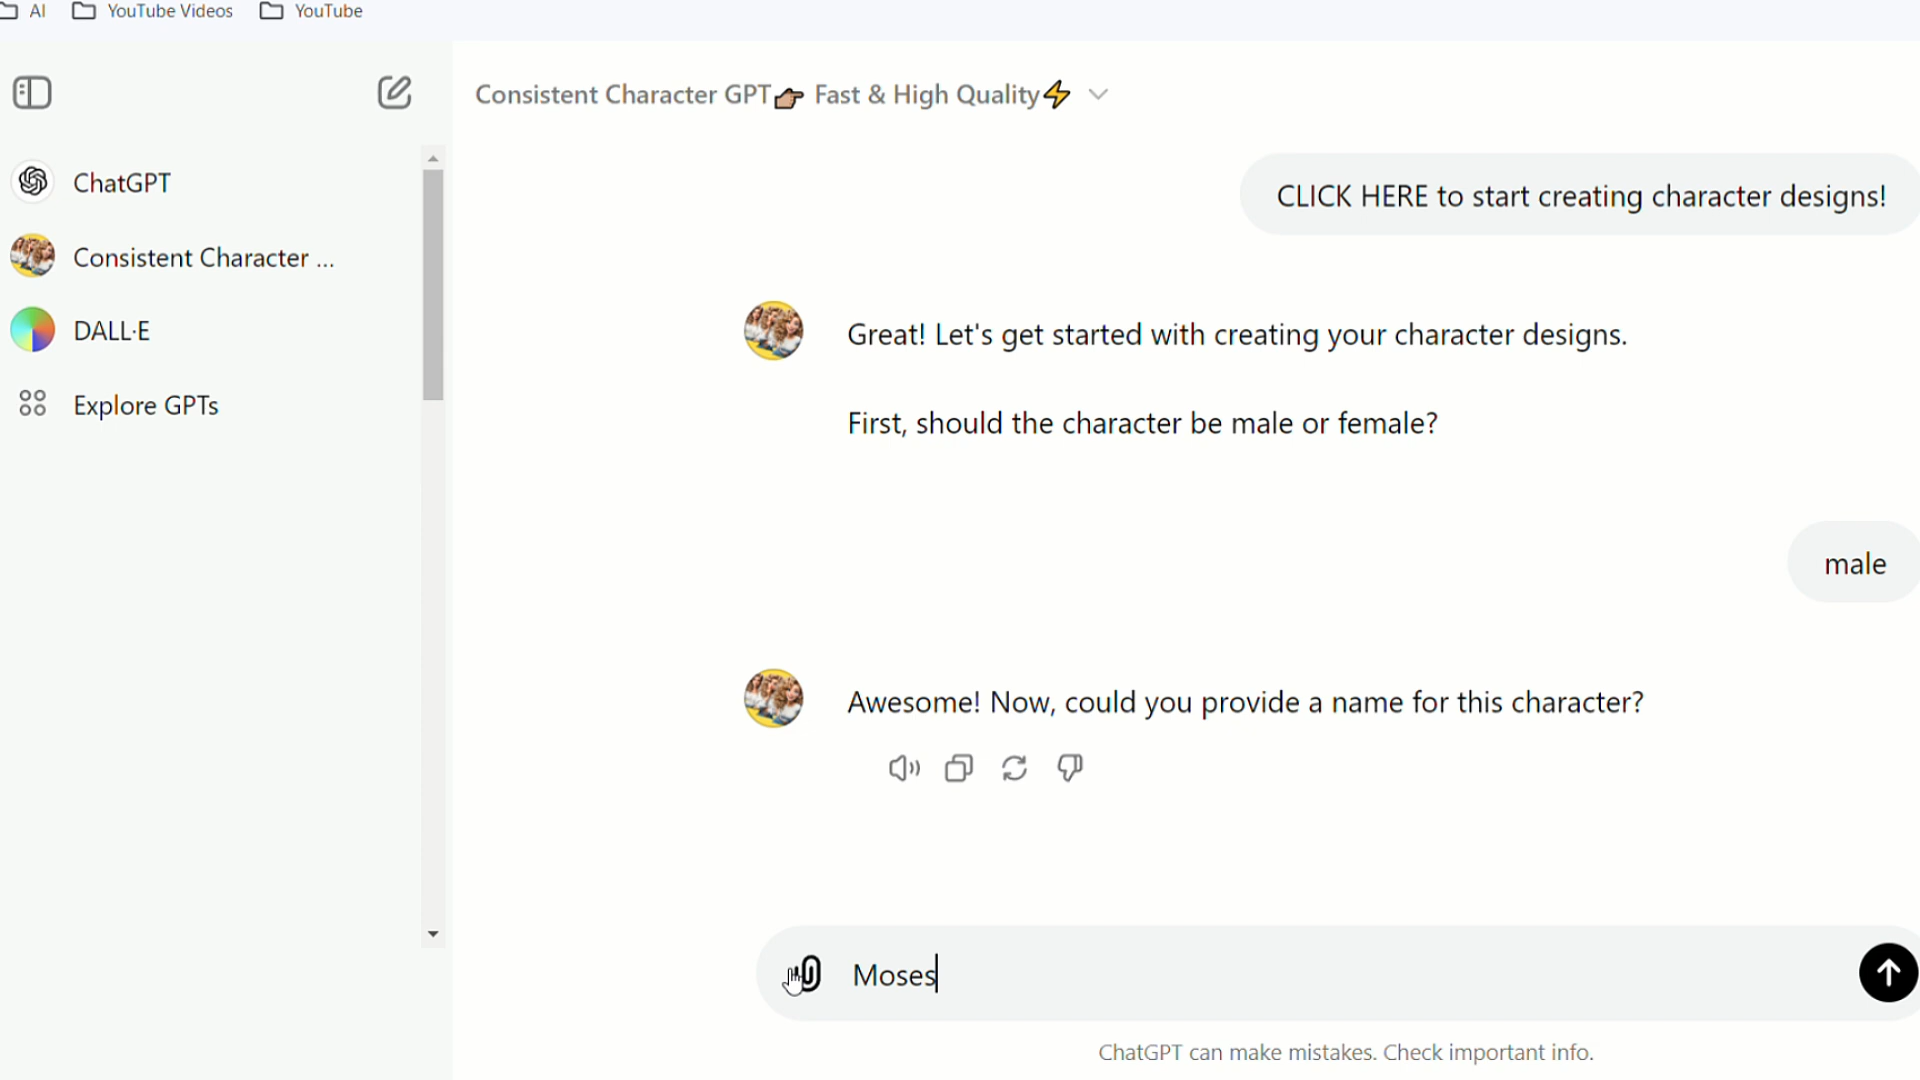 AI YouTube Videos YouTube
Consistent Character GPT👉🏽 Fast & High Quality⚡
ChatGPT
Consistent Character ...
DALL·E
Explore GPTs
CLICK HERE to start creating character designs!
Great! Let's get started with creating your character designs.
First, should the character be male or female?
male
Awesome! Now, could you provide a name for this character?
Moses
ChatGPT can make mistakes. Check important info.